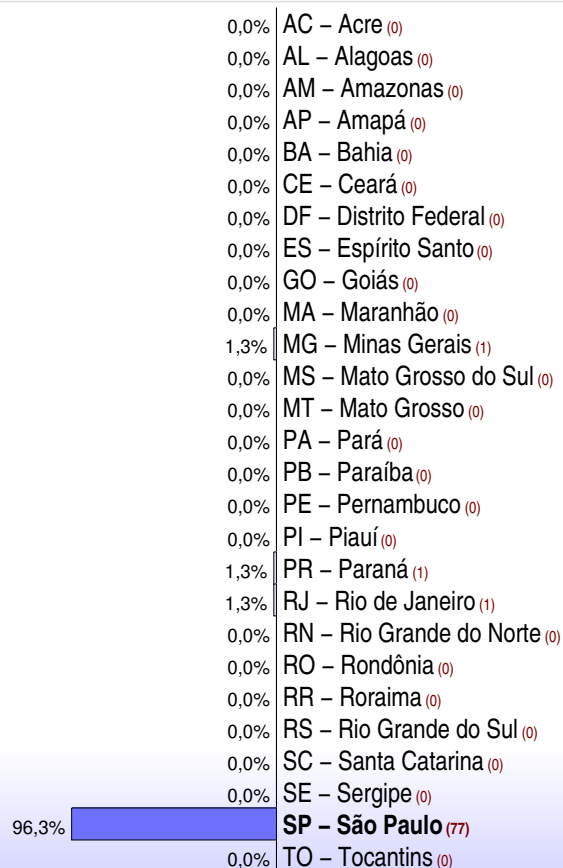 0,0% AC – Acre (0)
0,0% AL – Alagoas (0)
0,0% AM – Amazonas (0)
0,0% AP – Amapá (0)
0,0% BA – Bahia (0)
0,0% CE – Ceará (0)
0,0% DF – Distrito Federal (0)
0,0% ES – Espírito Santo (0)
0,0% GO – Goiás (0)
0,0% MA – Maranhão (0)
1,3% MG – Minas Gerais (1)
0,0% MS – Mato Grosso do Sul (0)
0,0% MT – Mato Grosso (0)
0,0% PA – Pará (0)
0,0% PB – Paraíba (0)
0,0% PE – Pernambuco (0)
0,0% PI – Piauí (0)
1,3% PR – Paraná (1)
1,3% RJ – Rio de Janeiro (1)
0,0% RN – Rio Grande do Norte (0)
0,0% RO – Rondônia (0)
0,0% RR – Roraima (0)
0,0% RS – Rio Grande do Sul (0)
0,0% SC – Santa Catarina (0)
0,0% SE – Sergipe (0)
96,3% SP – São Paulo (77)
0,0% TO – Tocantins (0)